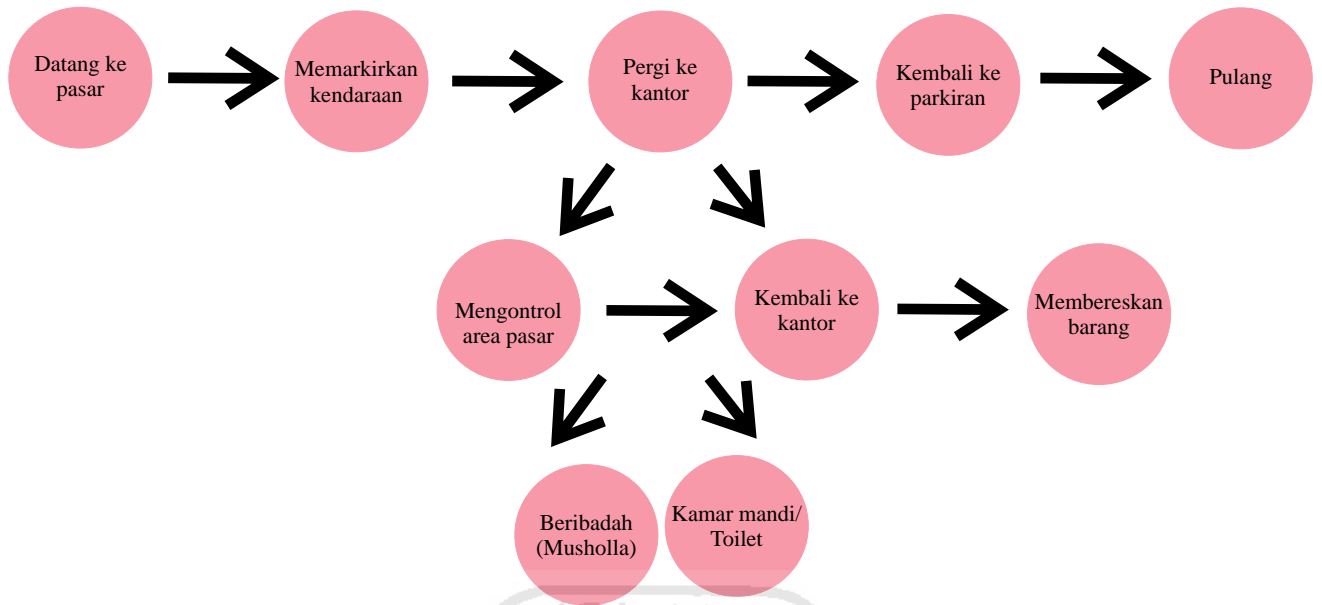 Datang ke
pasar
Memarkirkan
kendaraan
Pergi ke
kantor
Kembali ke
parkiran
Pulang
Mengontrol
area pasar
Kembali ke
kantor
Membereskan
barang
Beribadah
(Musholla)
Kamar mandi/
Toilet